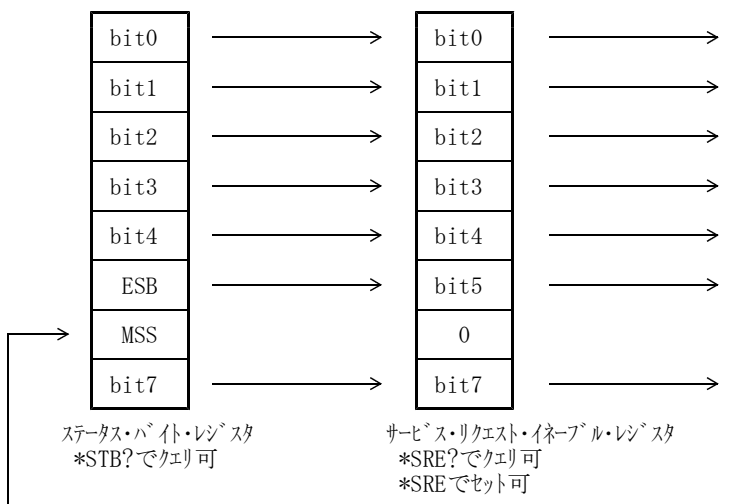 bit0 bit0
bit1 bit1
bit2 bit2
bit3 bit3
bit4 bit4
ESB bit5
MSS 0
bit7 bit7
ステータス・バイト・レジスタ サービス・リクエスト・イネーブル・レジスタ
*STB?でクエリ可 *SRE?でクエリ可
*SREでセット可